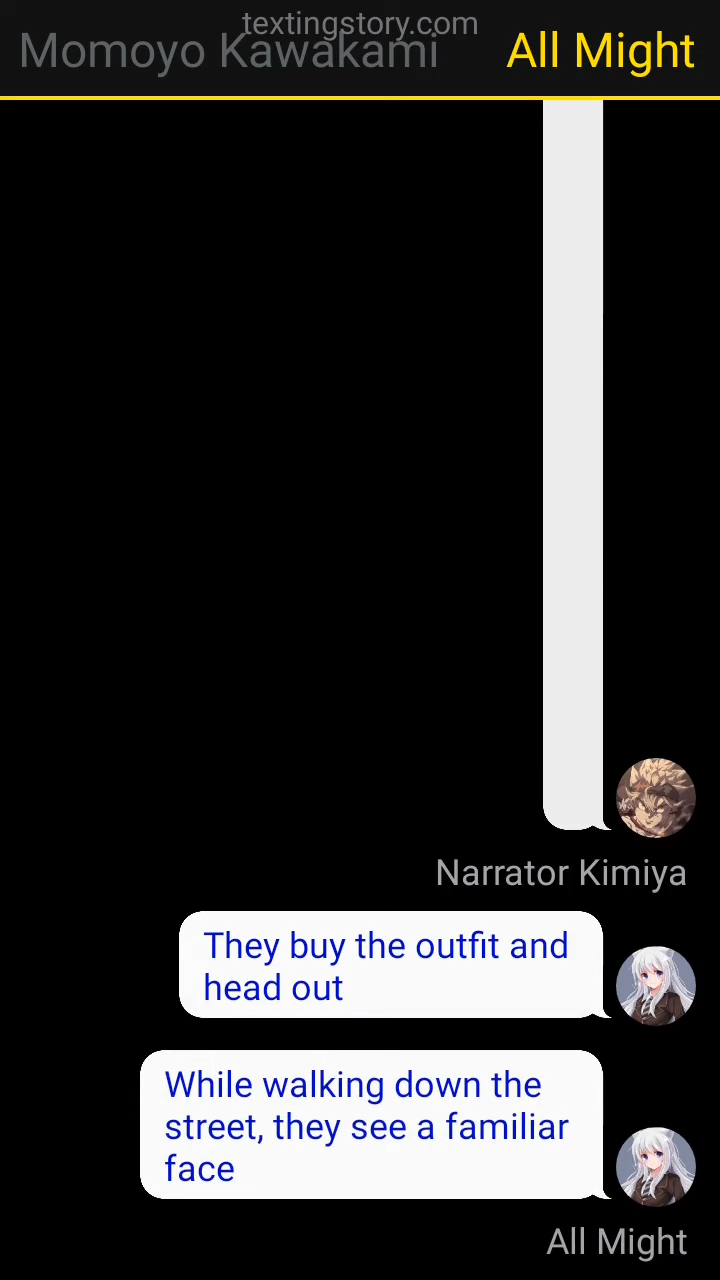 textingstory.com
Momoyo Kawakami
All Might
Narrator Kimiya
They buy the outfit and
head out
While walking down the
street, they see a familiar
face
All Might